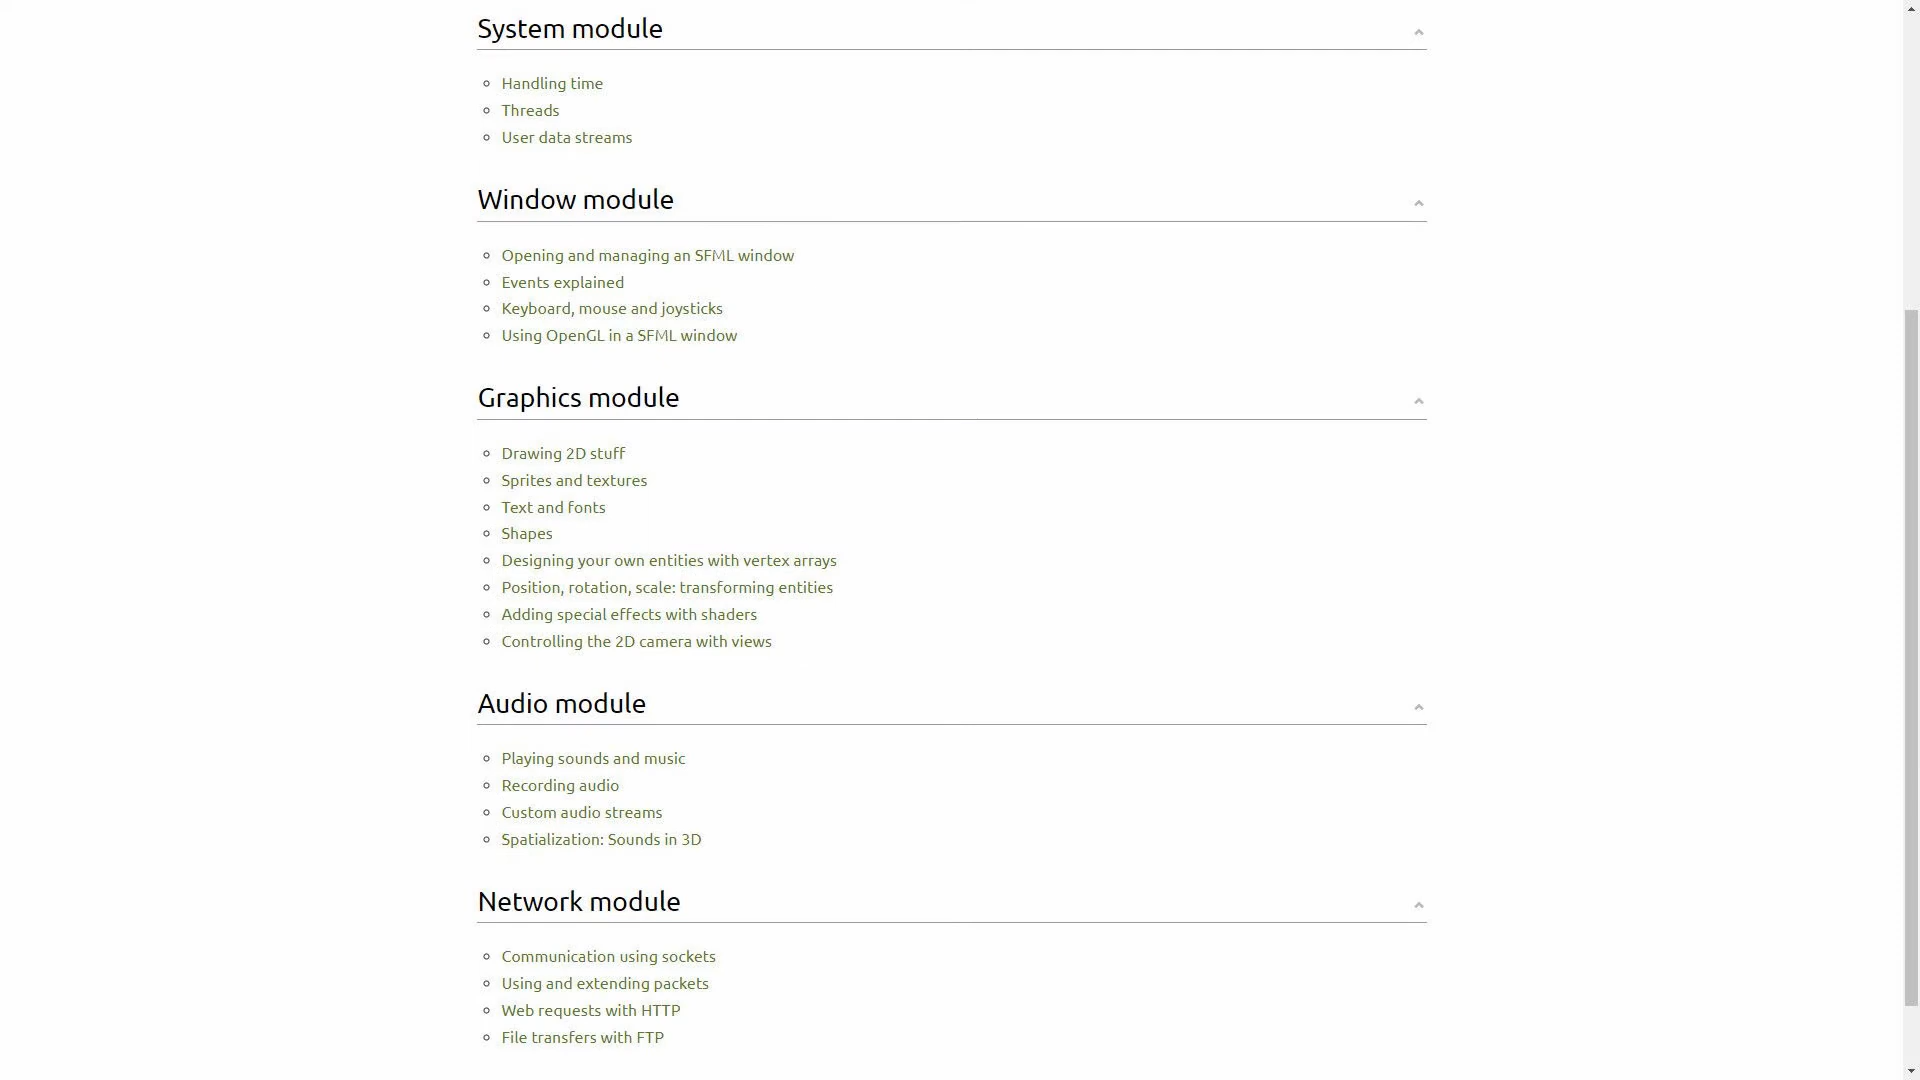 System module
Handling time
Threads
User data streams
Window module
Opening and managing an SFML window
Events explained
Keyboard, mouse and joysticks
Using OpenGL in a SFML window
Graphics module
Drawing 2D stuff
Sprites and textures
Text and fonts
Shapes
Designing your own entities with vertex arrays
Position, rotation, scale: transforming entities
Adding special effects with shaders
Controlling the 2D camera with views
Audio module
Playing sounds and music
Recording audio
Custom audio streams
Spatialization: Sounds in 3D
Network module
Communication using sockets
Using and extending packets
Web requests with HTTP
File transfers with FTP